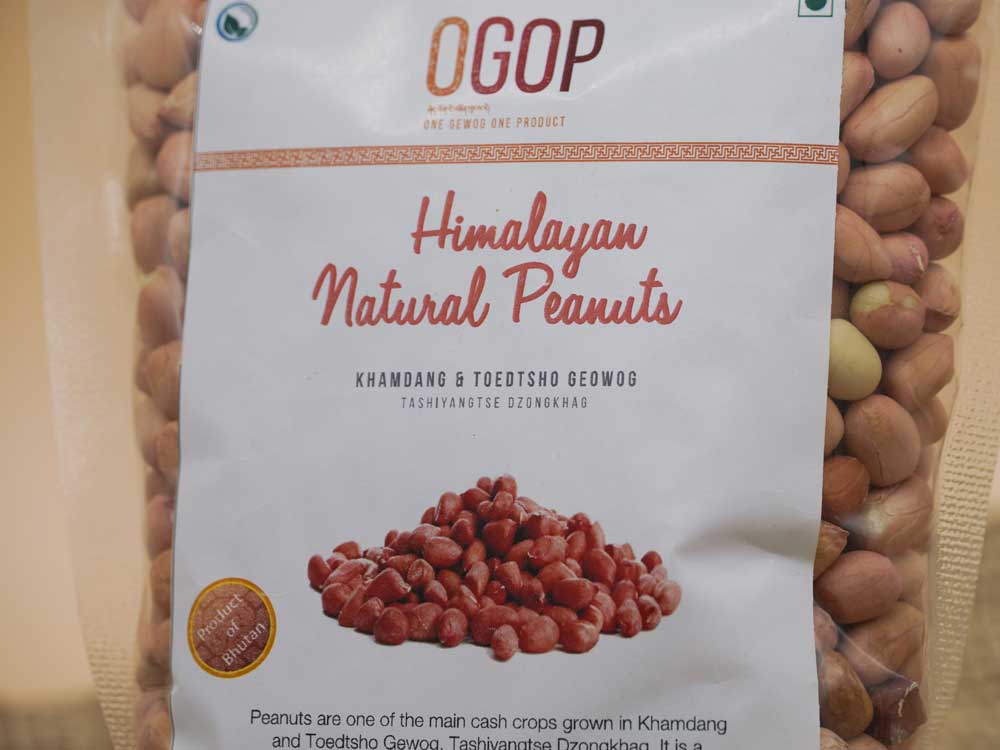 OGOP
ONE GEWOG ONE PRODUCT
Himalayan
Natural Peanuts
KHAMDANG & TOEDTSHO GEOWOG
TASHIYANGTSE DZONGKHAG
Product
of
Bhutan
Peanuts are one of the main cash crops grown in Khamdang
and Toedtsho Gewog, Tashiyangtse Dzongkhag. It is a